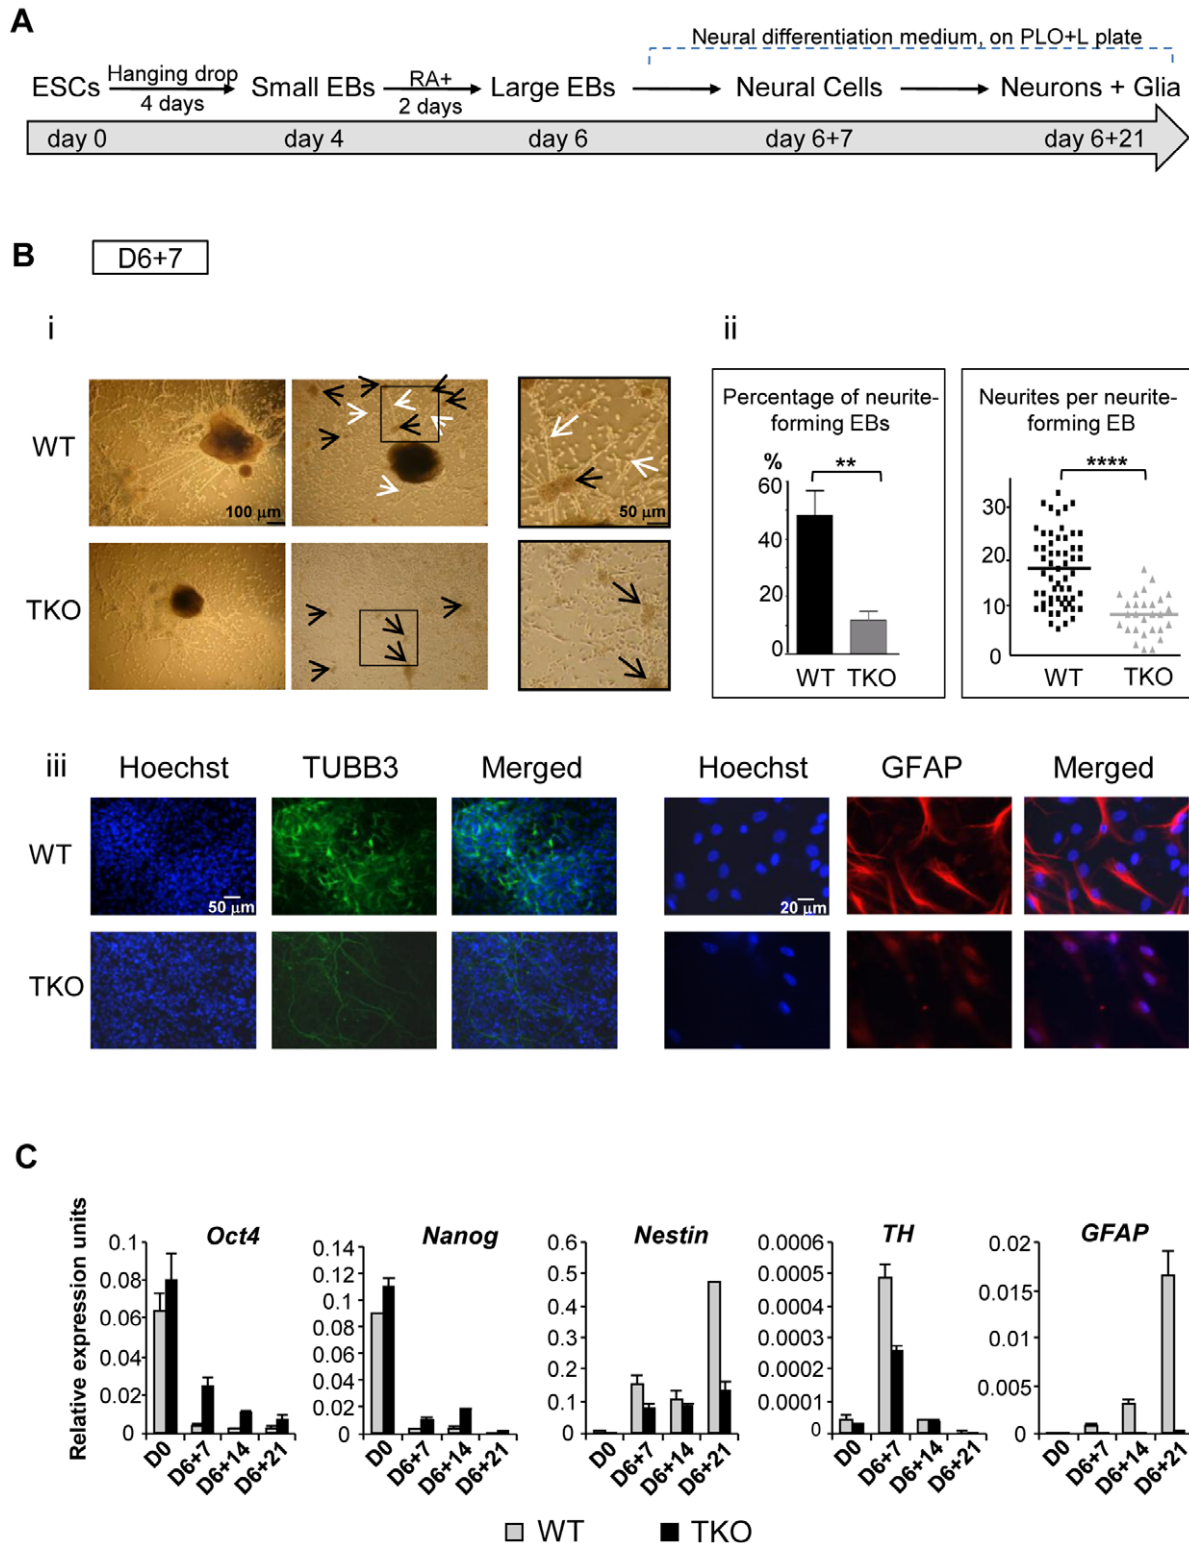 A
Neural differentiation medium, on PLO+L plate
ESCs Hanging drop 4 days Small EBs RA+ 2 days Large EBs Neural Cells Neurons + Glia
day 0 day 4 day 6 day 6+7 day 6+21
B D6+7
i ii
WT
100 µm
50 µm
TKO
Percentage of neurite-
forming EBs
%
**
60
40
20
0
WT TKO
Neurites per neurite-
forming EB
****
30
20
10
0
WT TKO
iii Hoechst TUBB3 Merged Hoechst GFAP Merged
WT
50 µm
20 µm
TKO
C
Relative expression units
Oct4
0.1
0.08
0.06
0.04
0.02
0
D0 D6+7 D6+14 D6+21
Nanog
0.14
0.12
0.1
0.08
0.06
0.04
0.02
0
D0 D6+7 D6+14 D6+21
Nestin
0.6
0.5
0.4
0.3
0.2
0.1
0
D0 D6+7 D6+14 D6+21
TH
0.0006
0.0005
0.0004
0.0003
0.0002
0.0001
0
D0 D6+7 D6+14 D6+21
GFAP
0.02
0.015
0.01
0.005
0
D0 D6+7 D6+14 D6+21
WT TKO